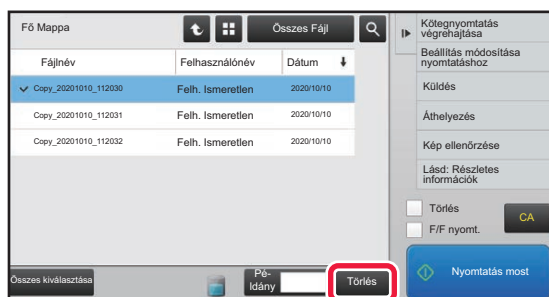 Fő Mappa
Összes Fájl
Fájlnév
Felhasználónév
Dátum
Copy_20201010_112030
Felh. Ismeretlen
2020/10/10
Copy_20201010_112031
Felh. Ismeretlen
2020/10/10
Copy_20201010_112032
Felh. Ismeretlen
2020/10/10
Összes kiválasztása
Pé-
ldány
Törlés
Kötegnyomtatás
végrehajtása
Beállítás módosítása
nyomtatáshoz
Küldés
Áthelyezés
Kép ellenőrzése
Lásd: Részletes
információk
Törlés
F/F nyomt.
CA
Nyomtatás most